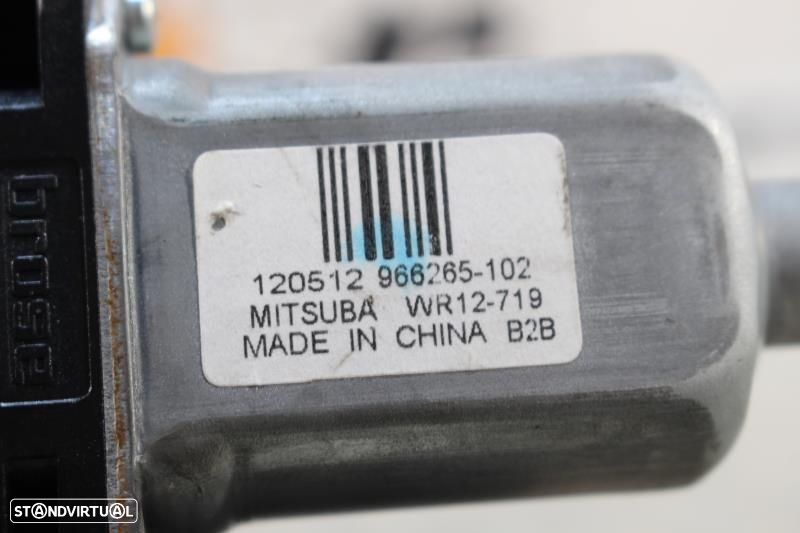 brose
120512 966265-102
MITSUBA WR12-719
MADE IN CHINA B2B
STANDVIRTUAL